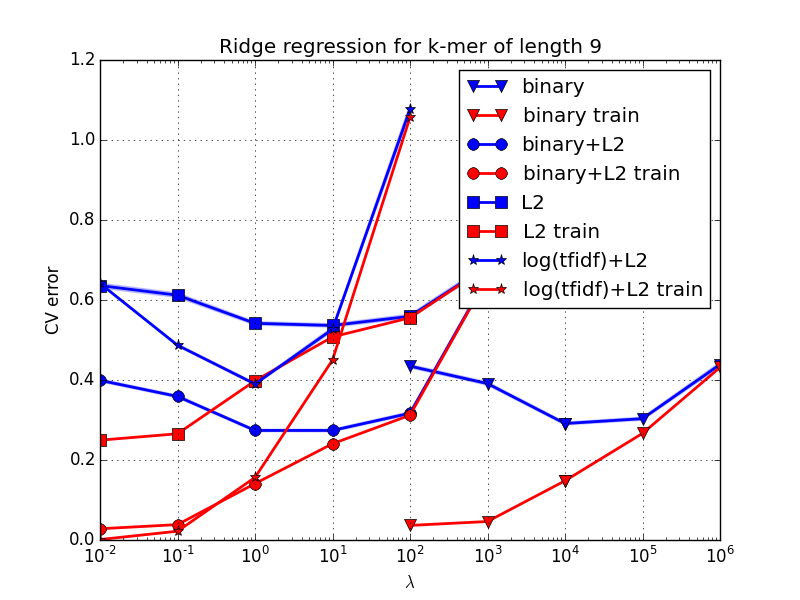 Ridge regression for k-mer of length 9
1.2
1.0
0.8
0.6
0.4
0.2
0.0
CV error
binary
binary train
binary+L2
binary+L2 train
L2
L2 train
log(tfidf)+L2
log(tfidf)+L2 train
10^-2 10^-1 10^0 10^1 10^2 10^3 10^4 10^5 10^6
λ